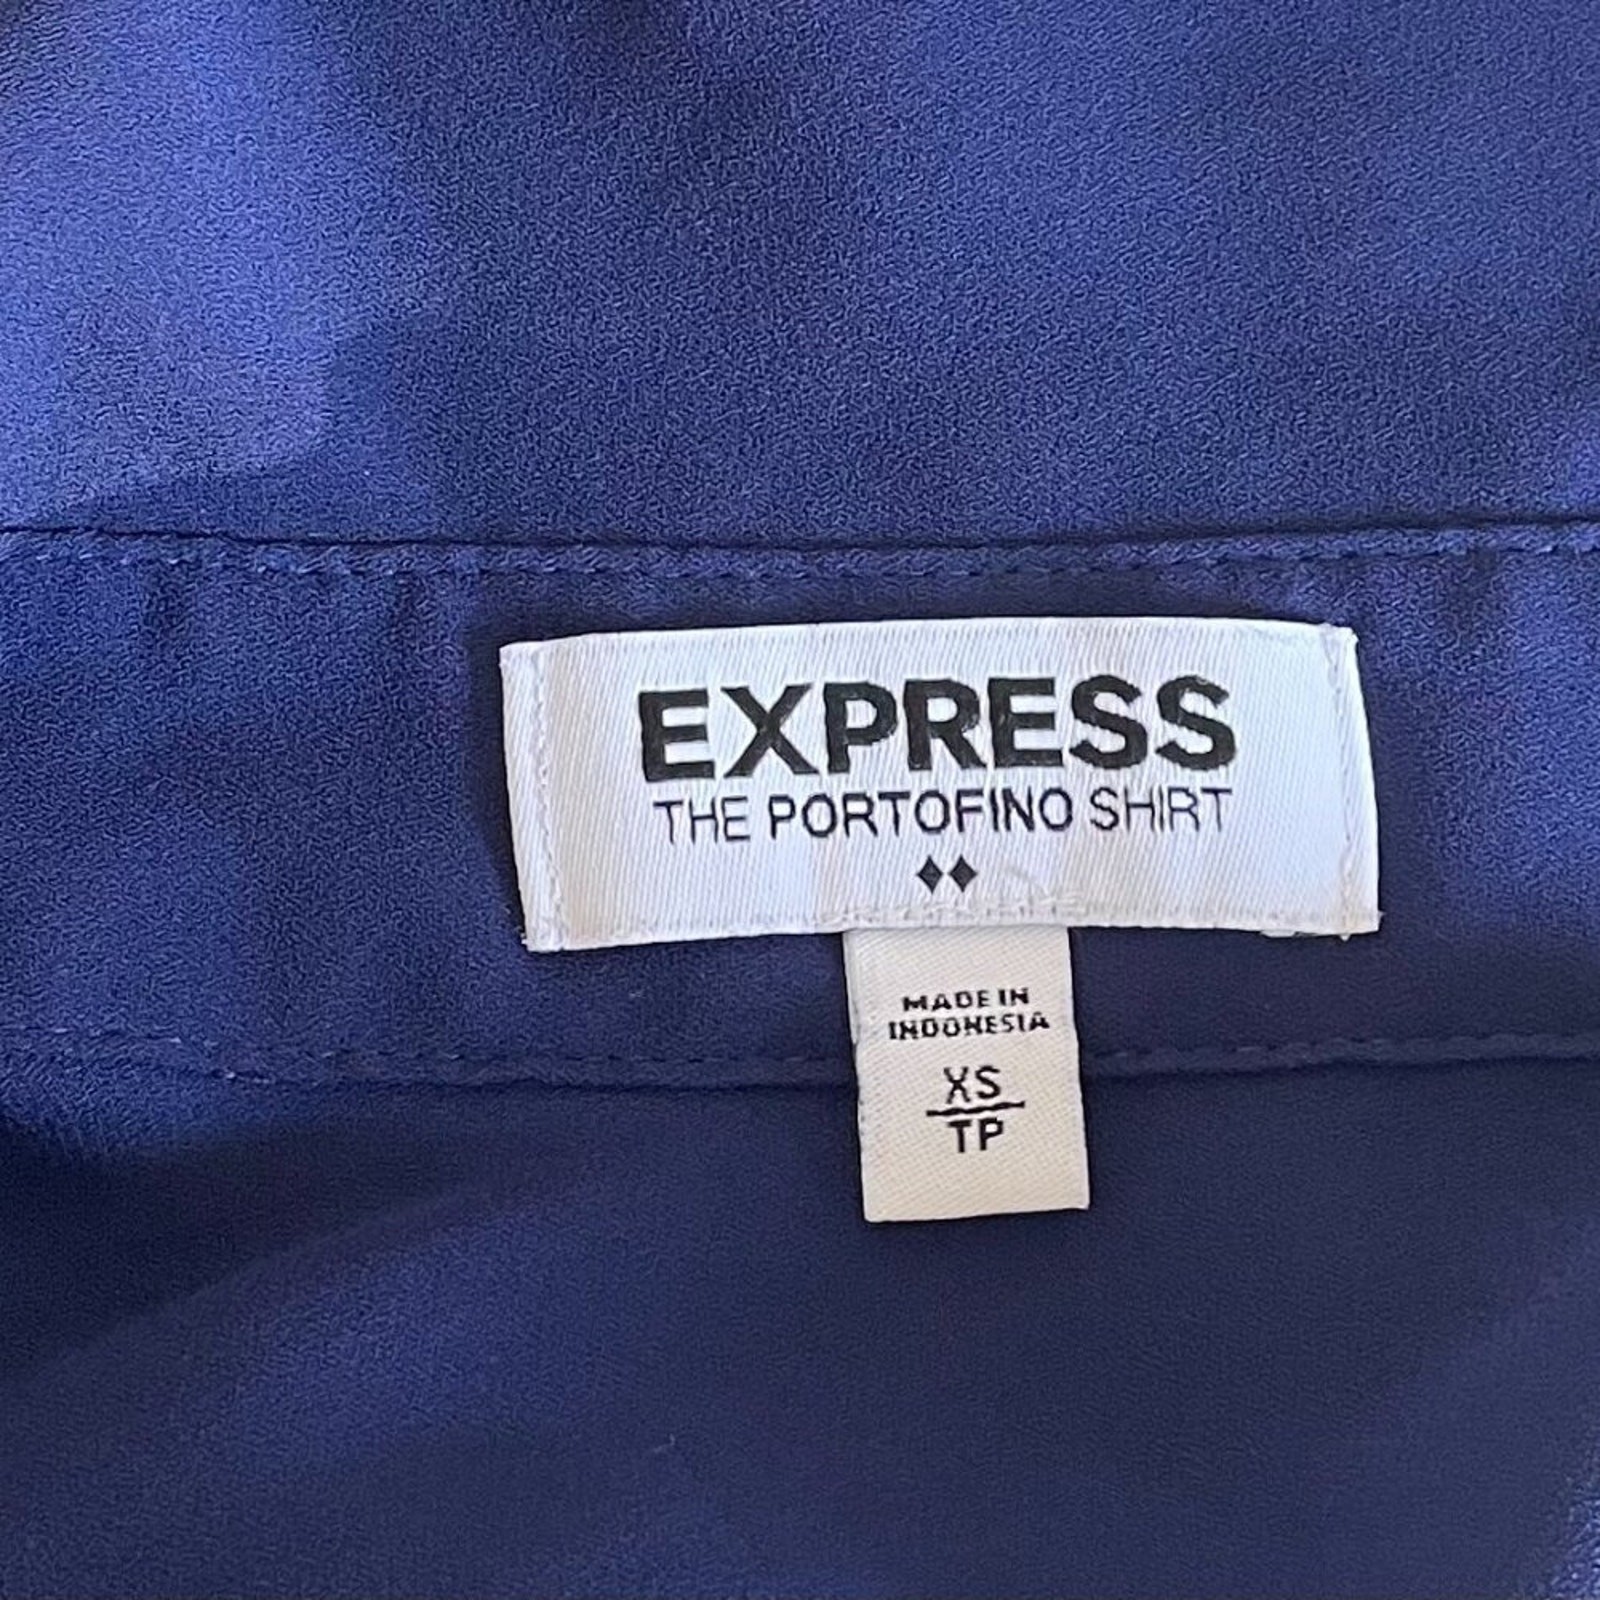 EXPRESS
THE PORTOFINO SHIRT
MADE IN
INDONESIA
XS
TP